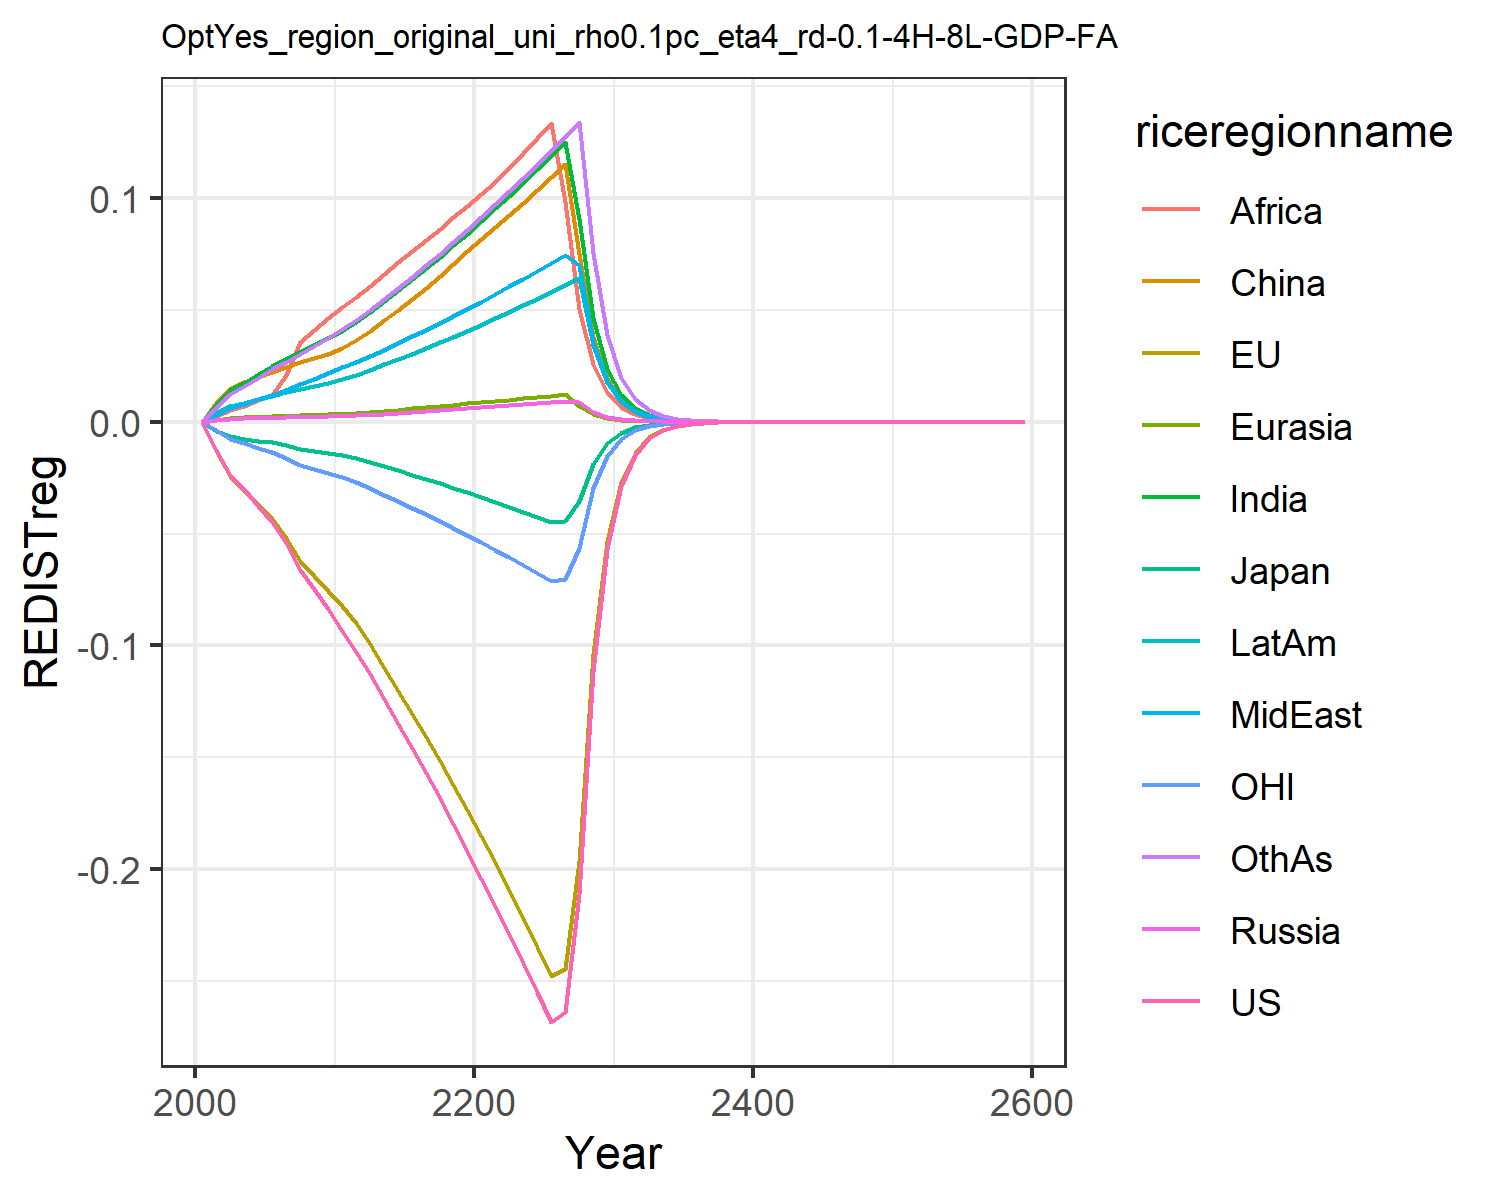 OptYes_region_original_uni_rho0.1pc_eta4_rd-0.1-4H-8L-GDP-FA
REDISTreg
0.1
0.0
-0.1
-0.2
2000 2200 2400 2600
Year
riceregionname
Africa
China
EU
Eurasia
India
Japan
LatAm
MidEast
OHI
OthAs
Russia
US